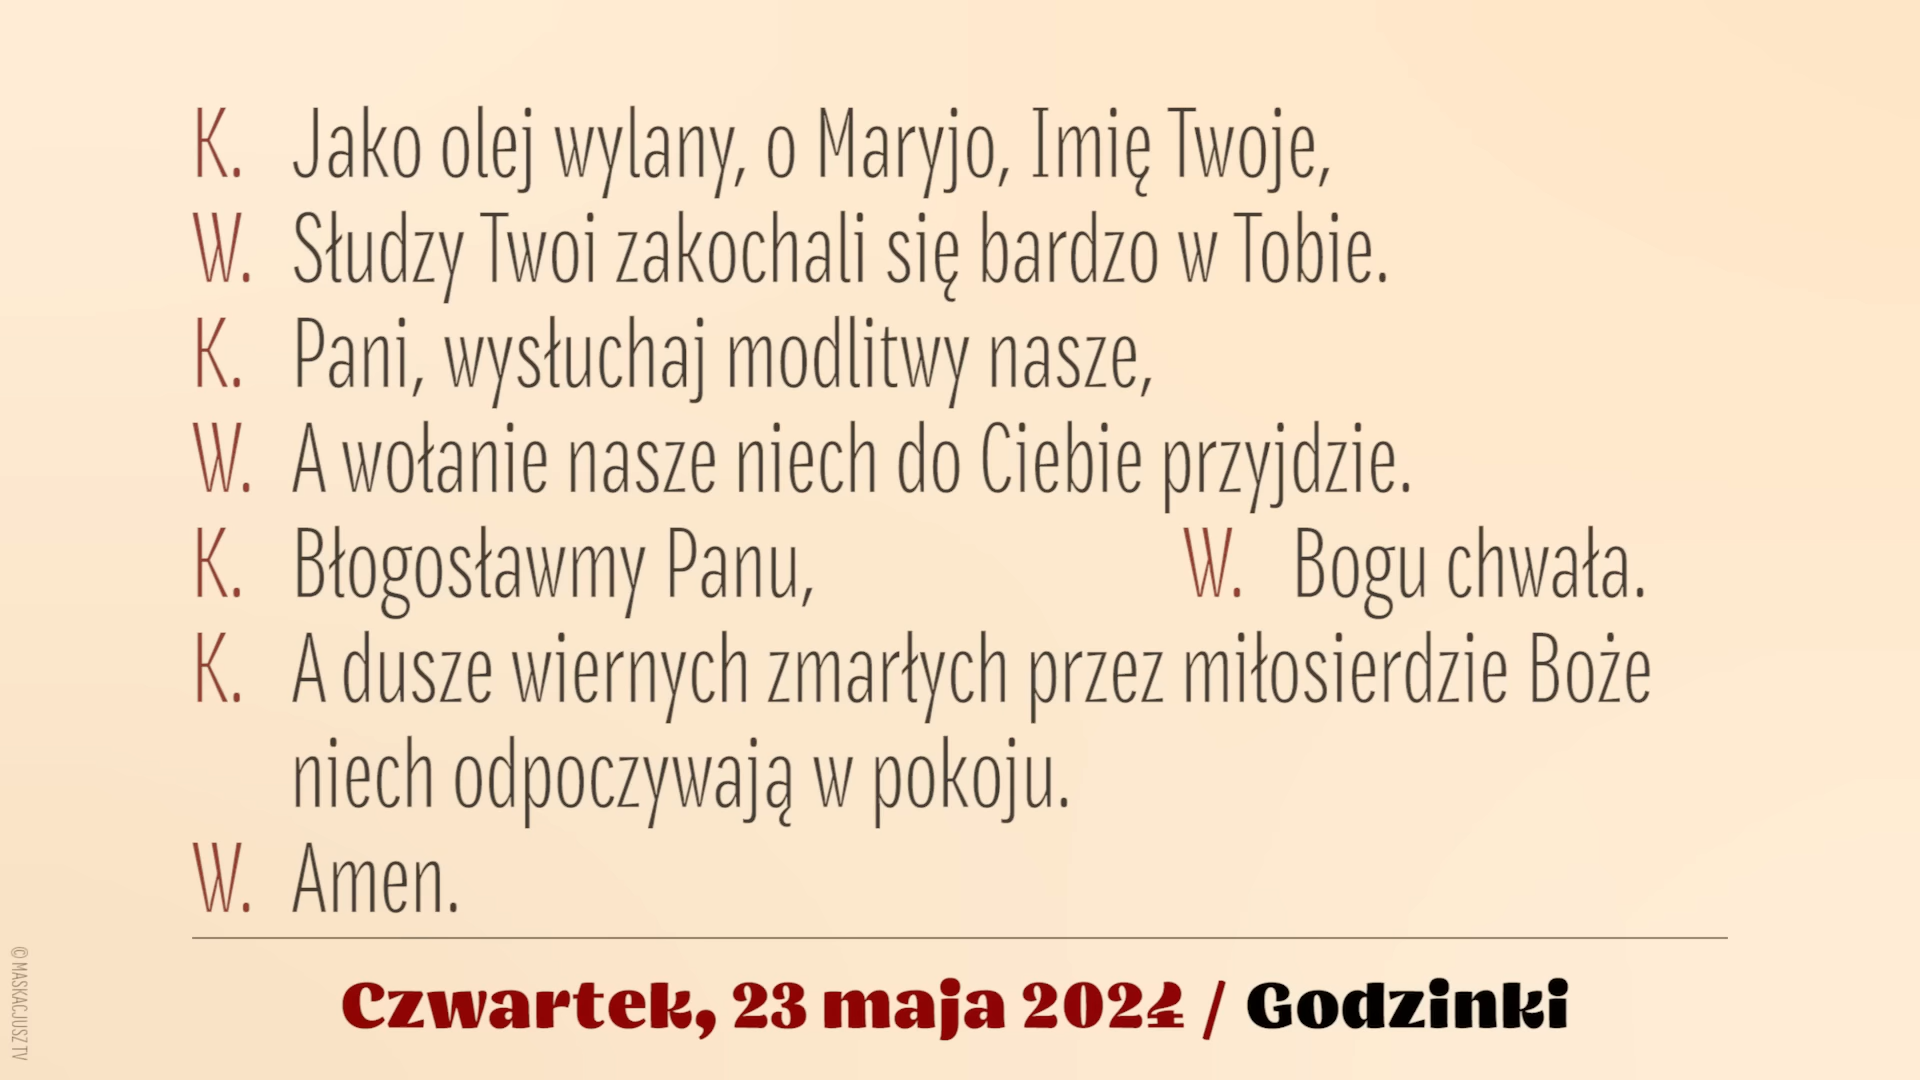 K. Jako olej wylany, o Maryjo, Imię Twoje,
W. Słudzy Twoi zakochali się bardzo w Tobie.
K. Pani, wysłuchaj modlitwy nasze,
W. A wołanie nasze niech do Ciebie przyjdzie.
K. Błogosławmy Panu, W. Bogu chwała.
K. A dusze wiernych zmarłych przez miłosierdzie Boże
niech odpoczywają w pokoju.
W. Amen.
Czwartek, 23 maja 2024 / Godzinki
© MASKACJUSZ TV